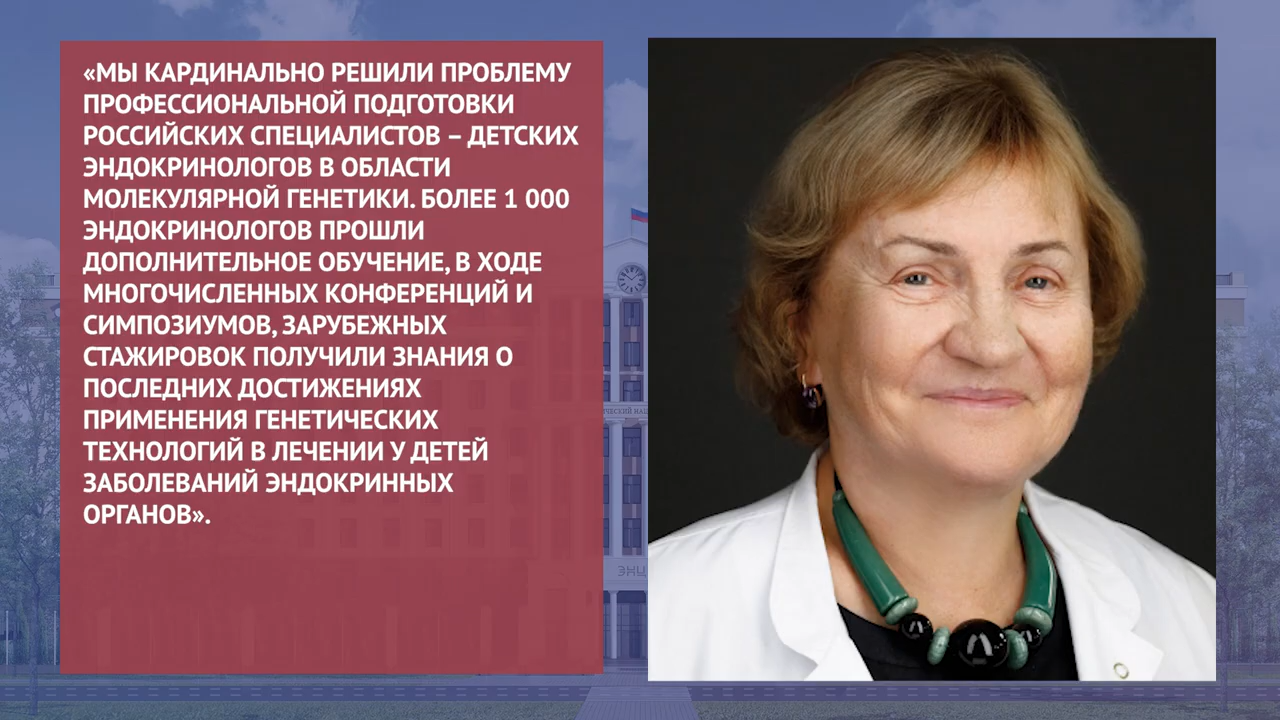 «МЫ КАРДИНАЛЬНО РЕШИЛИ ПРОБЛЕМУ
ПРОФЕССИОНАЛЬНОЙ ПОДГОТОВКИ
РОССИЙСКИХ СПЕЦИАЛИСТОВ – ДЕТСКИХ
ЭНДОКРИНОЛОГОВ В ОБЛАСТИ
МОЛЕКУЛЯРНОЙ ГЕНЕТИКИ. БОЛЕЕ 1 000
ЭНДОКРИНОЛОГОВ ПРОШЛИ
ДОПОЛНИТЕЛЬНОЕ ОБУЧЕНИЕ, В ХОДЕ
МНОГОЧИСЛЕННЫХ КОНФЕРЕНЦИЙ И
СИМПОЗИУМОВ, ЗАРУБЕЖНЫХ
СТАЖИРОВОК ПОЛУЧИЛИ ЗНАНИЯ О
ПОСЛЕДНИХ ДОСТИЖЕНИЯХ
ПРИМЕНЕНИЯ ГЕНЕТИЧЕСКИХ
ТЕХНОЛОГИЙ В ЛЕЧЕНИИ У ДЕТЕЙ
ЗАБОЛЕВАНИЙ ЭНДОКРИННЫХ
ОРГАНОВ».
ЭНЦ